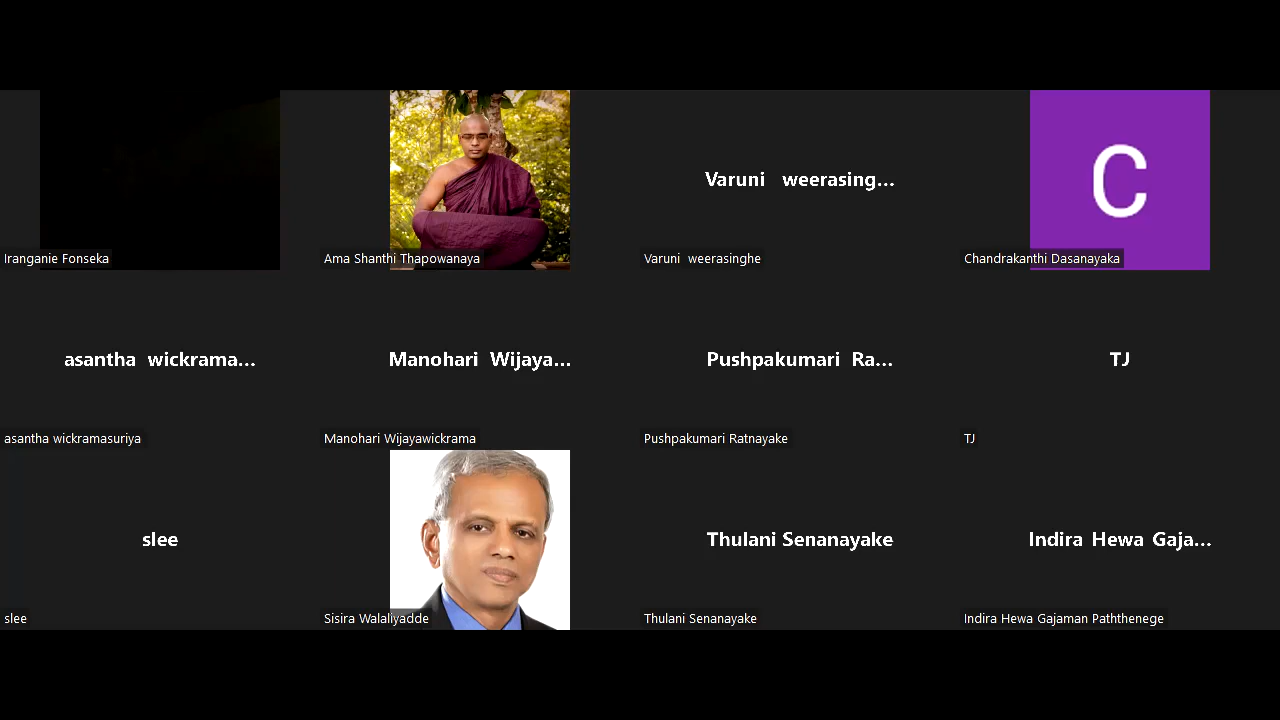 Iranganie Fonseka
Ama Shanthi Thapowanaya
Varuni weerasing...
Varuni weerasinghe
C
Chandrakanthi Dasanayaka
asantha wickrama...
asantha wickramasuriya
Manohari Wijaya...
Manohari Wijayawickrama
Pushpakumari Ra...
Pushpakumari Ratnayake
TJ
TJ
slee
slee
Sisira Walaliyadde
Thulani Senanayake
Thulani Senanayake
Indira Hewa Gaja...
Indira Hewa Gajaman Paththenege